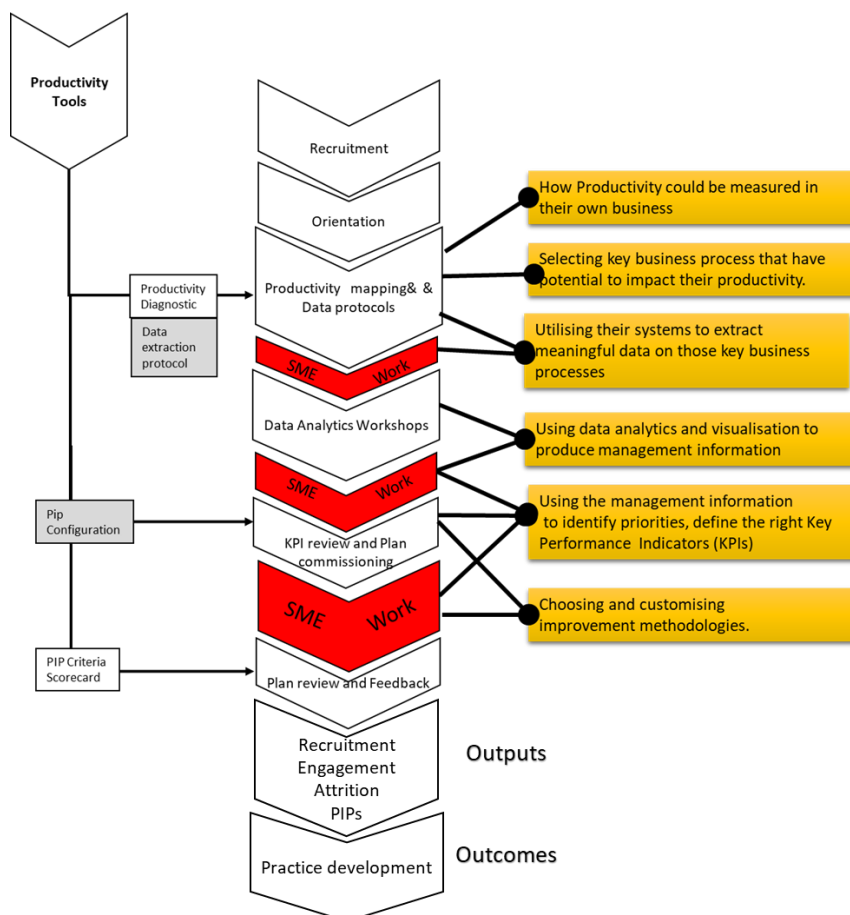 Productivity
Tools
Recruitment
Orientation
Productivity
Diagnostic
Data
extraction
protocol
Productivity mapping& &
Data protocols
SME Work
Data Analytics Workshops
SME Work
Pip
Configuration
KPI review and Plan
commissioning
SME Work
PIP Criteria
Scorecard
Plan review and Feedback
Recruitment
Engagement
Attrition
PIPs
Outputs
Practice development
Outcomes
How Productivity could be measured in
their own business
Selecting key business process that have
potential to impact their productivity.
Utilising their systems to extract
meaningful data on those key business
processes
Using data analytics and visualisation to
produce management information
Using the management information
to identify priorities, define the right Key
Performance Indicators (KPIs)
Choosing and customising
improvement methodologies.